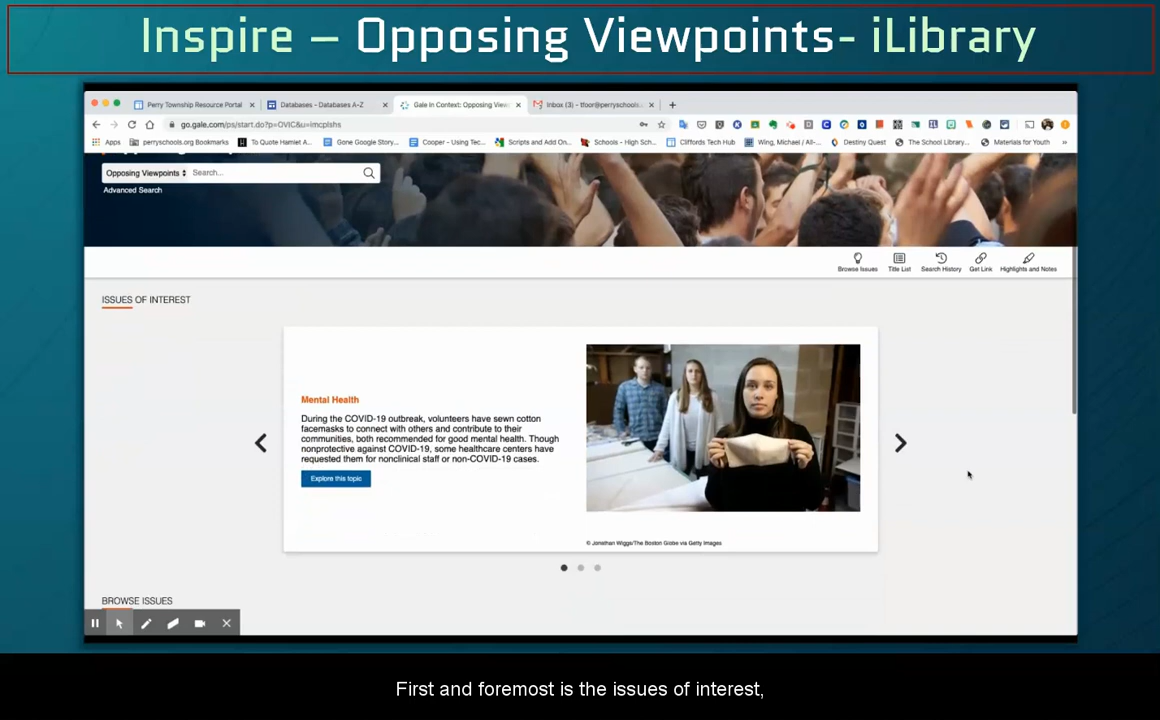 Inspire – Opposing Viewpoints- iLibrary
Perry Township Resource Portal
Databases - Databases A-Z
Gale In Context: Opposing View
Inbox (3) - tfoor@perryschools.
go.gale.com/ps/start.do?p=OVIC&u=imcplshs
Apps
perryschools.org Bookmarks
To Quote Hamlet A...
Gone Google Story...
Cooper - Using Tec...
Scripts and Add On...
Schools - High Sch...
Cliffords Tech Hub
Wing, Michael / All-...
Destiny Quest
The School Library...
Materials for Youth
Opposing Viewpoints
Search...
Advanced Search
Browse Issues
Title List
Search History
Get Link
Highlights and Notes
ISSUES OF INTEREST
Mental Health
During the COVID-19 outbreak, volunteers have sewn cotton
facemasks to connect with others and contribute to their
communities, both recommended for good mental health. Though
nonprotective against COVID-19, some healthcare centers have
requested them for nonclinical staff or non-COVID-19 cases.
Explore this topic
© Jonathan Wiggs/The Boston Globe via Getty Images
BROWSE ISSUES
First and foremost is the issues of interest,